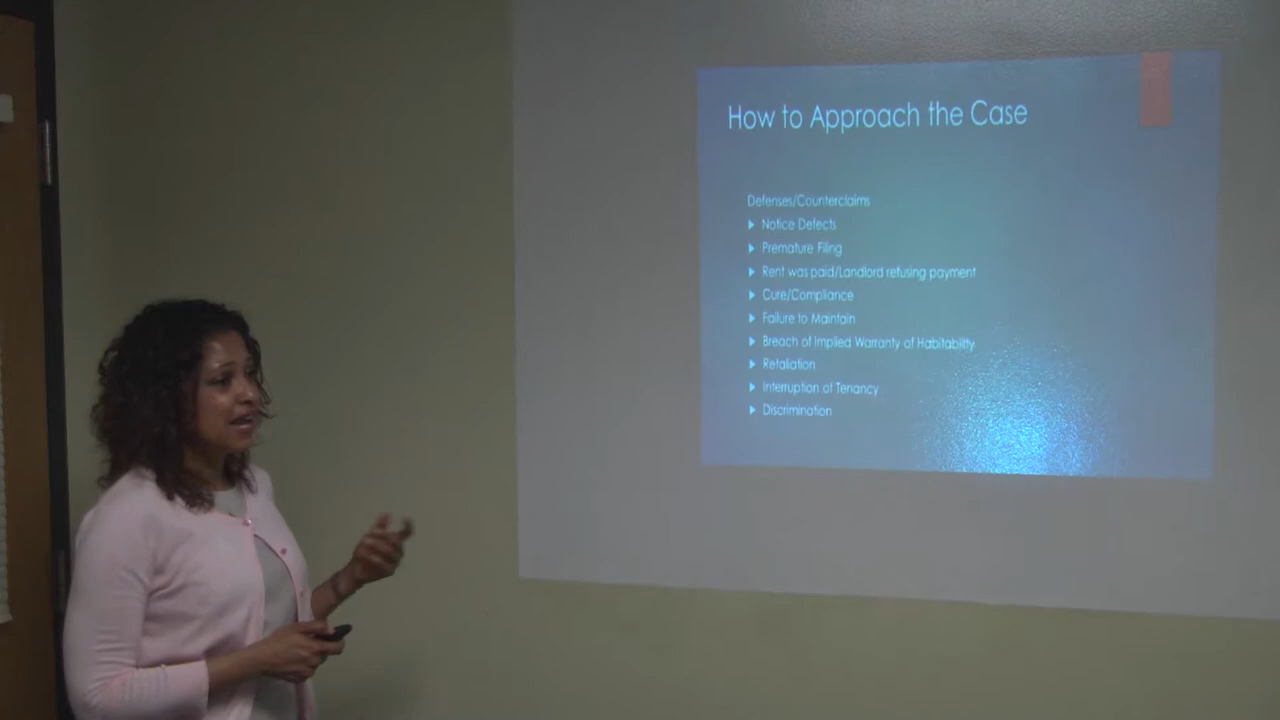 How to Approach the Case
Defenses/Counterclaims
Notice Defects
Premature Filing
Rent was paid/Landlord refusing payment
Cure/Compliance
Failure to Maintain
Breach of Implied Warranty of Habitability
Retaliation
Interruption of Tenancy
Discrimination